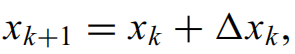 x_{k+1} = x_k + Δx_k,